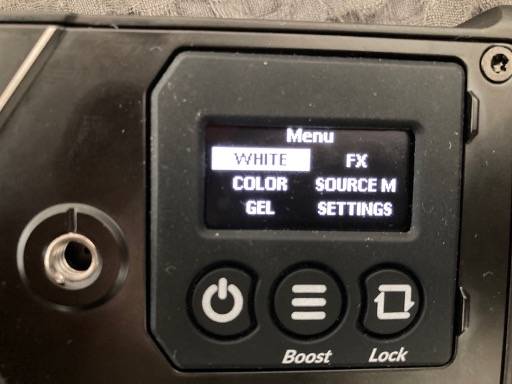 Menu
WHITE FX
COLOR SOURCE M
GEL SETTINGS
Boost Lock